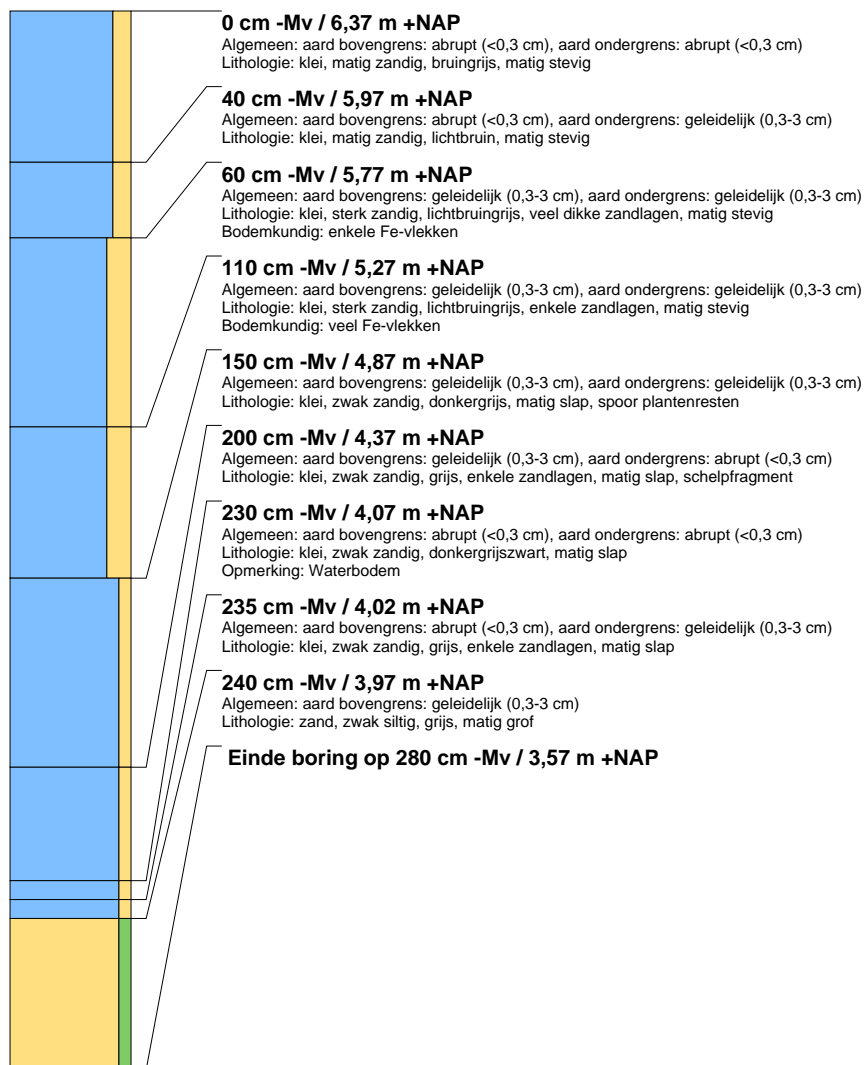 0 cm -Mv / 6,37 m +NAP
Algemeen: aard bovengrens: abrupt (<0,3 cm), aard ondergrens: abrupt (<0,3 cm)
Lithologie: klei, matig zandig, bruingrijs, matig stevig
40 cm -Mv / 5,97 m +NAP
Algemeen: aard bovengrens: abrupt (<0,3 cm), aard ondergrens: geleidelijk (0,3-3 cm)
Lithologie: klei, matig zandig, lichtbruin, matig stevig
60 cm -Mv / 5,77 m +NAP
Algemeen: aard bovengrens: geleidelijk (0,3-3 cm), aard ondergrens: geleidelijk (0,3-3 cm)
Lithologie: klei, sterk zandig, lichtbruingrijs, veel dikke zandlagen, matig stevig
Bodemkundig: enkele Fe-vlekken
110 cm -Mv / 5,27 m +NAP
Algemeen: aard bovengrens: geleidelijk (0,3-3 cm), aard ondergrens: geleidelijk (0,3-3 cm)
Lithologie: klei, sterk zandig, lichtbruingrijs, enkele zandlagen, matig stevig
Bodemkundig: veel Fe-vlekken
150 cm -Mv / 4,87 m +NAP
Algemeen: aard bovengrens: geleidelijk (0,3-3 cm), aard ondergrens: geleidelijk (0,3-3 cm)
Lithologie: klei, zwak zandig, donkergrijs, matig slap, spoor plantenresten
200 cm -Mv / 4,37 m +NAP
Algemeen: aard bovengrens: geleidelijk (0,3-3 cm), aard ondergrens: abrupt (<0,3 cm)
Lithologie: klei, zwak zandig, grijs, enkele zandlagen, matig slap, schelpfragment
230 cm -Mv / 4,07 m +NAP
Algemeen: aard bovengrens: abrupt (<0,3 cm), aard ondergrens: abrupt (<0,3 cm)
Lithologie: klei, zwak zandig, donkergrijszwart, matig slap
Opmerking: Waterbodem
235 cm -Mv / 4,02 m +NAP
Algemeen: aard bovengrens: abrupt (<0,3 cm), aard ondergrens: geleidelijk (0,3-3 cm)
Lithologie: klei, zwak zandig, grijs, enkele zandlagen, matig slap
240 cm -Mv / 3,97 m +NAP
Algemeen: aard bovengrens: geleidelijk (0,3-3 cm)
Lithologie: zand, zwak siltig, grijs, matig grof
Einde boring op 280 cm -Mv / 3,57 m +NAP